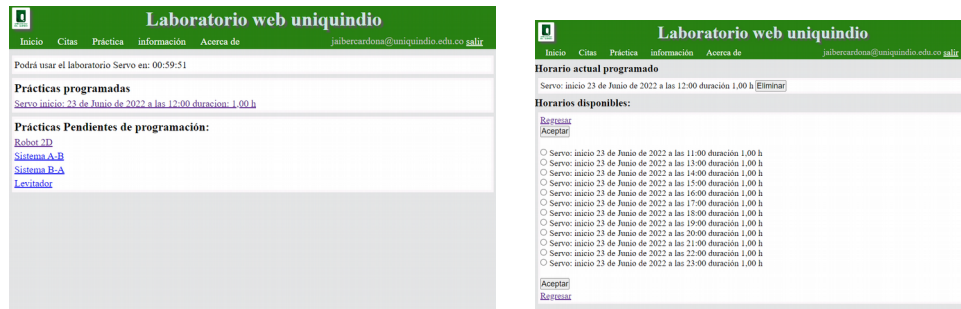 Laboratorio web uniquindio
Inicio Citas Práctica información Acerca de jaibercardona@uniquindio.edu.co salir
Podrá usar el laboratorio Servo en: 00:59:51
Prácticas programadas
Servo inicio: 23 de Junio de 2022 a las 12:00 duracion: 1,00 h
Prácticas Pendientes de programación:
Robot 2D
Sistema A-B
Sistema B-A
Levitador
Laboratorio web uniquindio
Inicio Citas Práctica información Acerca de jaibercardona@uniquindio.edu.co salir
Horario actual programado
Servo: inicio 23 de Junio de 2022 a las 12:00 duración 1,00 h Eliminar
Horarios disponibles:
Regresar
Aceptar
Servo: inicio 23 de Junio de 2022 a las 11:00 duración 1,00 h
Servo: inicio 23 de Junio de 2022 a las 13:00 duración 1,00 h
Servo: inicio 23 de Junio de 2022 a las 14:00 duración 1,00 h
Servo: inicio 23 de Junio de 2022 a las 15:00 duración 1,00 h
Servo: inicio 23 de Junio de 2022 a las 16:00 duración 1,00 h
Servo: inicio 23 de Junio de 2022 a las 17:00 duración 1,00 h
Servo: inicio 23 de Junio de 2022 a las 18:00 duración 1,00 h
Servo: inicio 23 de Junio de 2022 a las 19:00 duración 1,00 h
Servo: inicio 23 de Junio de 2022 a las 20:00 duración 1,00 h
Servo: inicio 23 de Junio de 2022 a las 21:00 duración 1,00 h
Servo: inicio 23 de Junio de 2022 a las 22:00 duración 1,00 h
Servo: inicio 23 de Junio de 2022 a las 23:00 duración 1,00 h
Aceptar
Regresar